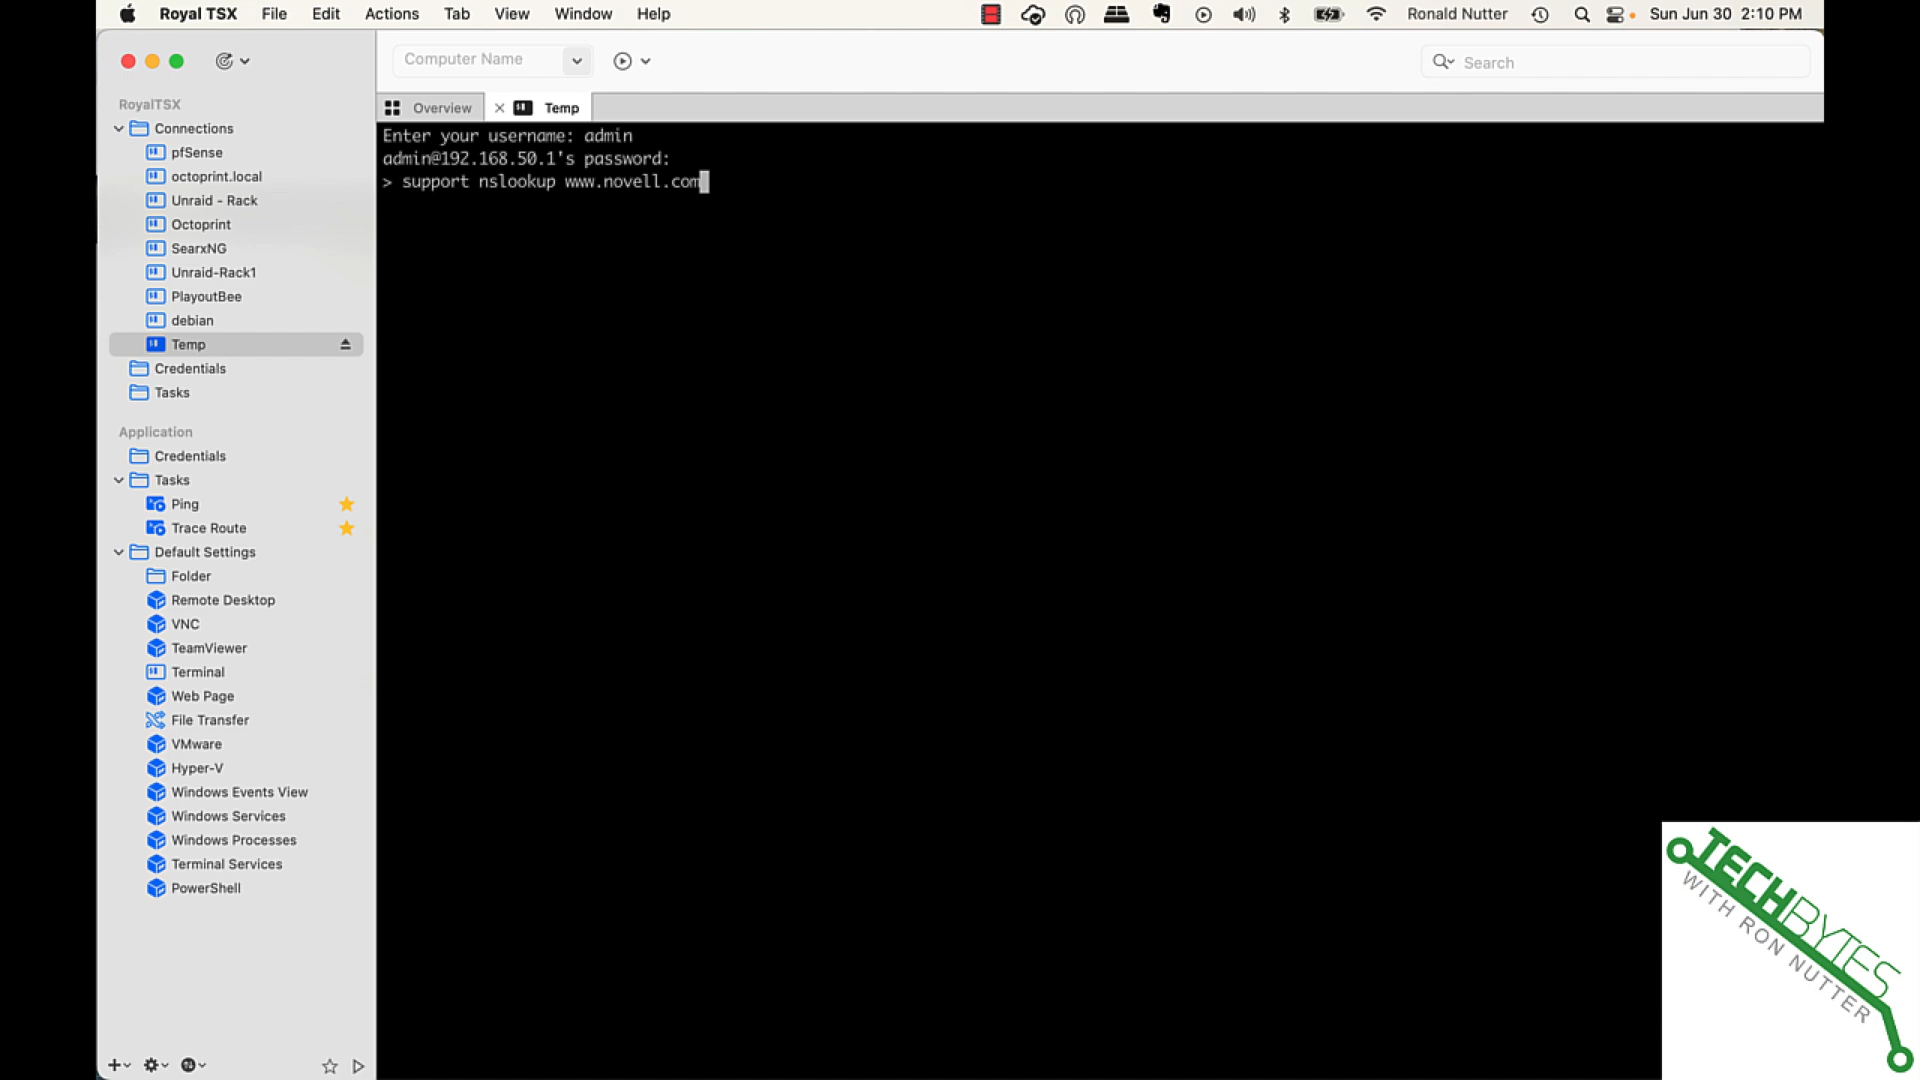 Royal TSX File Edit Actions Tab View Window Help Ronald Nutter Sun Jun 30 2:10 PM
Computer Name
Search
RoyalTSX
Connections
pfSense
octoprint.local
Unraid - Rack
Octoprint
SearxNG
Unraid-Rack1
PlayoutBee
debian
Temp
Credentials
Tasks
Application
Credentials
Tasks
Ping
Trace Route
Default Settings
Folder
Remote Desktop
VNC
TeamViewer
Terminal
Web Page
File Transfer
VMware
Hyper-V
Windows Events View
Windows Services
Windows Processes
Terminal Services
PowerShell
Overview Temp
Enter your username: admin
admin@192.168.50.1's password:
> support nslookup www.novell.com
TECHBYTES
WITH RON NUTTER